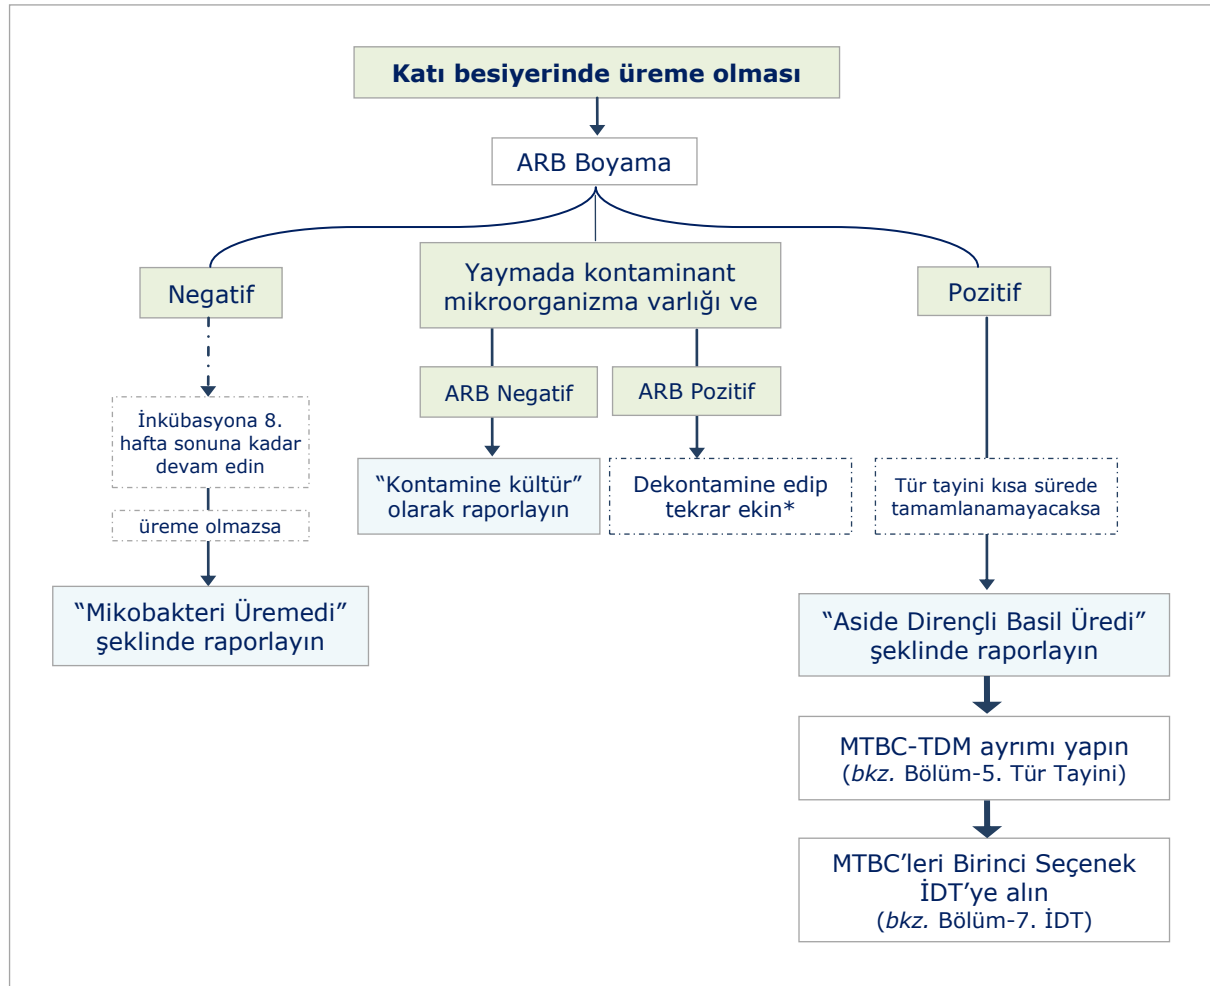 Katı besiyerinde üreme olması
ARB Boyama
Negatif
Yaymada kontaminant
mikroorganizma varlığı ve
Pozitif
ARB Negatif
ARB Pozitif
İnkübasyona 8.
hafta sonuna kadar
devam edin
“Kontamine kültür”
olarak raporlayın
Dekontamine edip
tekrar ekin*
Tür tayini kısa sürede
tamamlanamayacaksa
üreme olmazsa
“Mikobakteri Üremedi”
şeklinde raporlayın
“Aside Dirençli Basil Üredi”
şeklinde raporlayın
MTBC-TDM ayrımı yapın
(bkz. Bölüm-5. Tür Tayini)
MTBC’leri Birinci Seçenek
İDT’ye alın
(bkz. Bölüm-7. İDT)